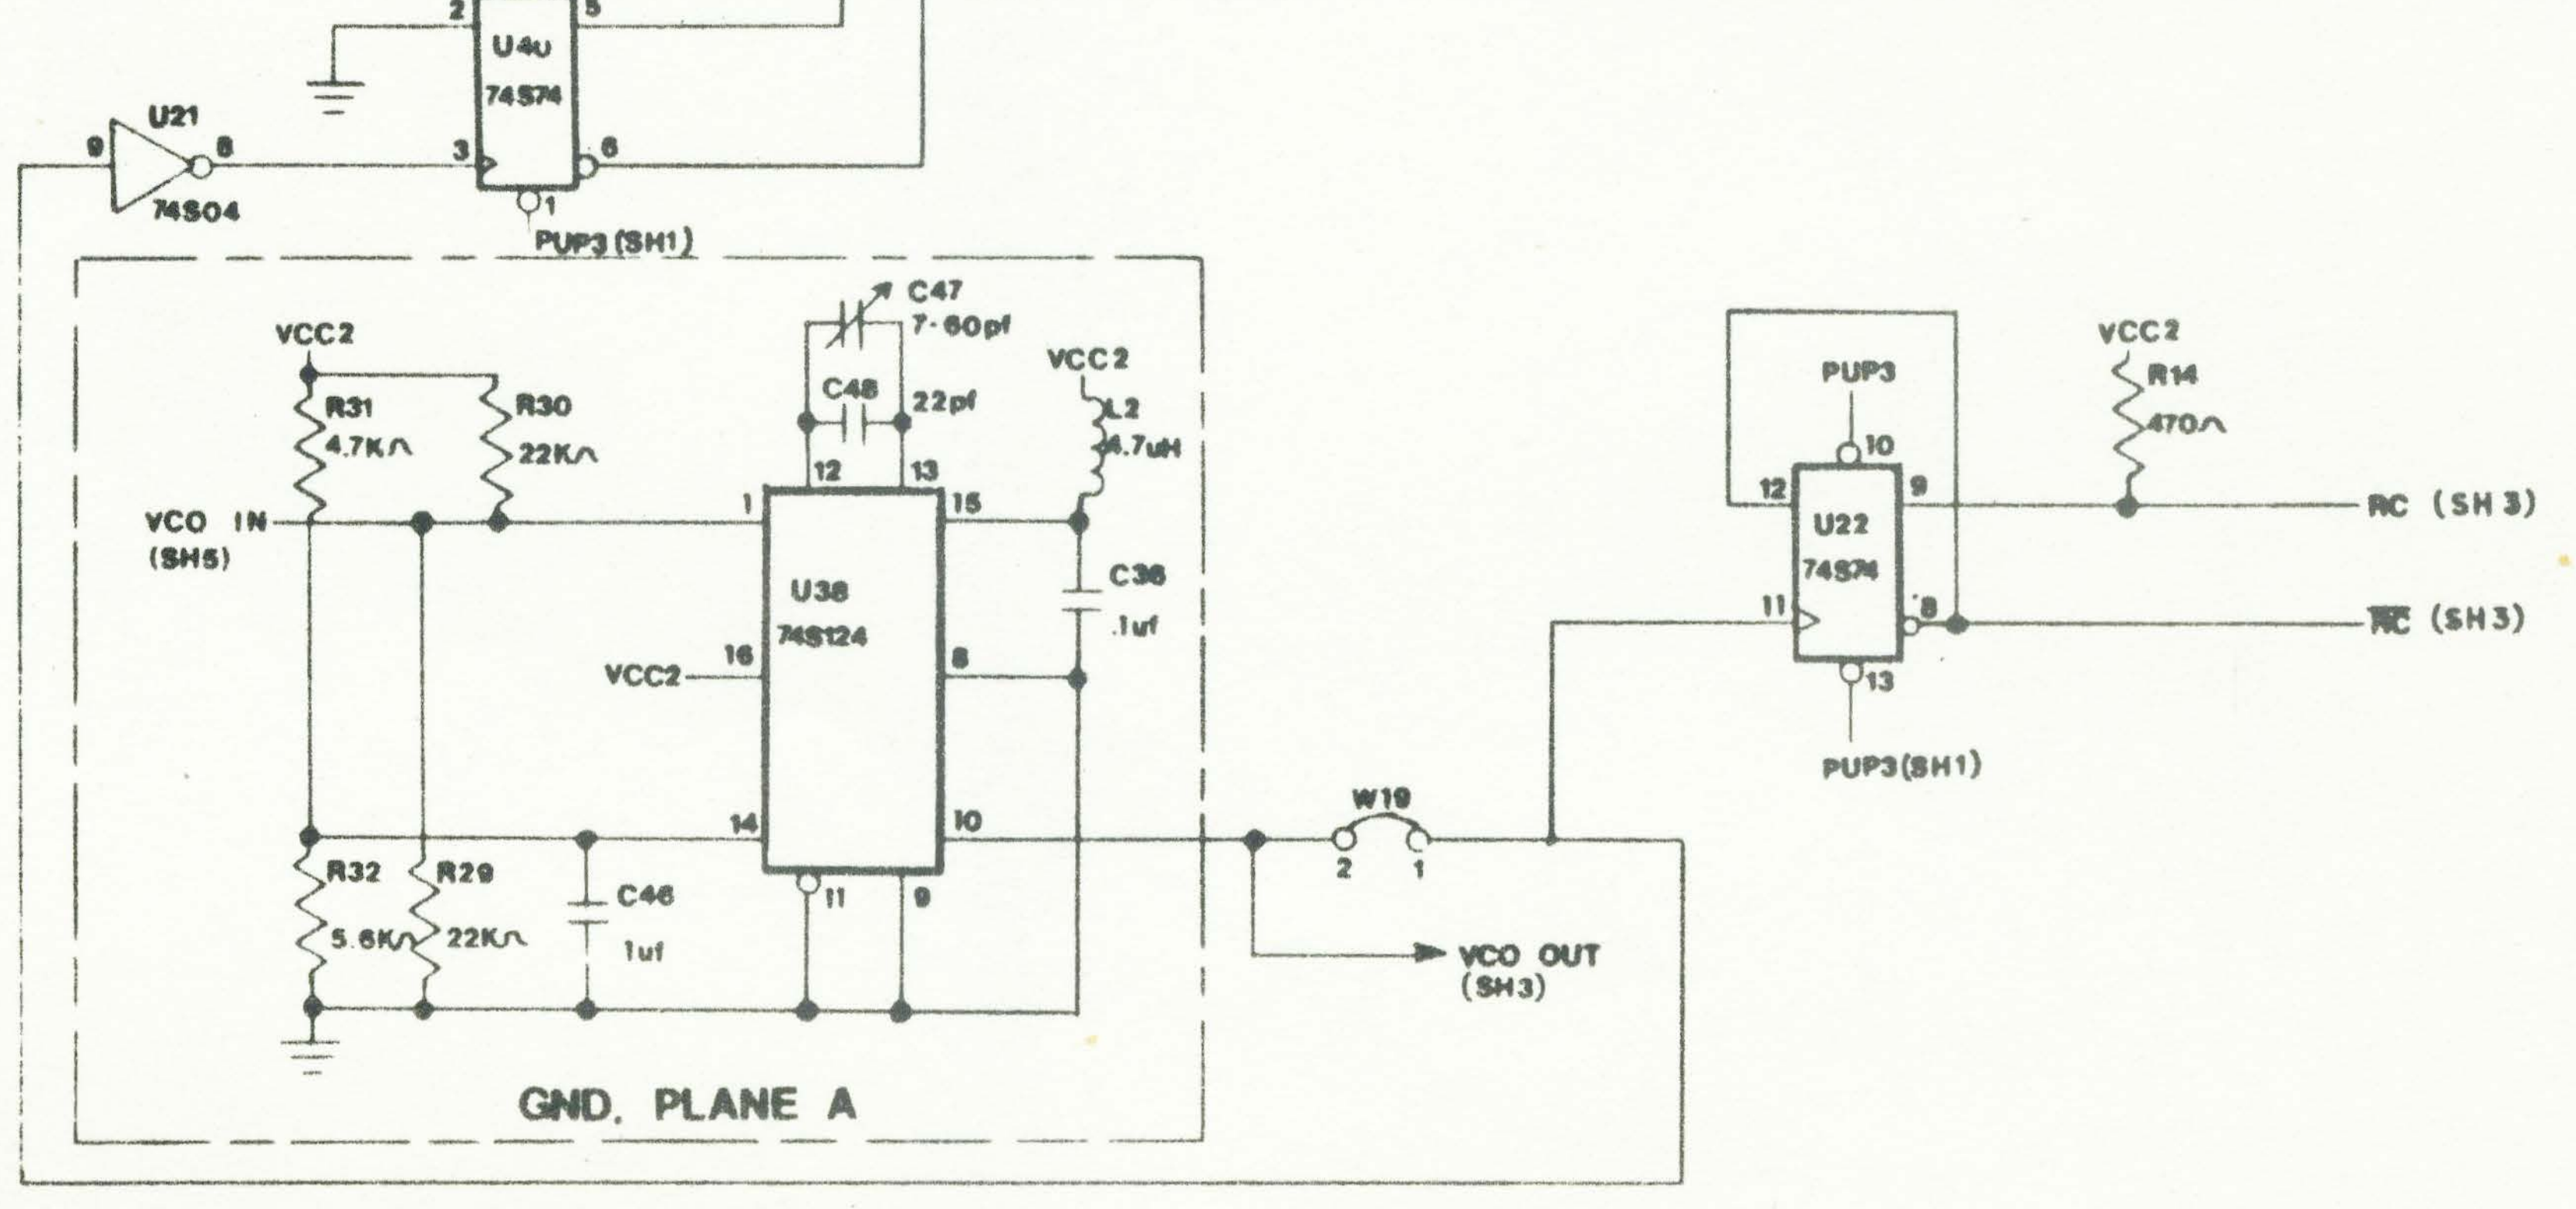 2 5
U40
74S74
U21
9 8
3 6
74S04
1
PUP3 (SH1)
C47
7-60pf
VCC2
VCC2
C48
22pf
R31
4.7KΩ
R30
22KΩ
L2
4.7uH
12 13
1 15
VCO IN
(SH5)
C36
.1uf
U38
74S124
16 8
VCC2
14 10
R32
5.6KΩ
R29
22KΩ
C46
1uf
11 9
GND. PLANE A
W19
2 1
VCO OUT
(SH3)
VCC2
R14
470Ω
PUP3
10
12 9
U22
74S74
RC (SH3)
11 8
RC (SH3)
13
PUP3(SH1)